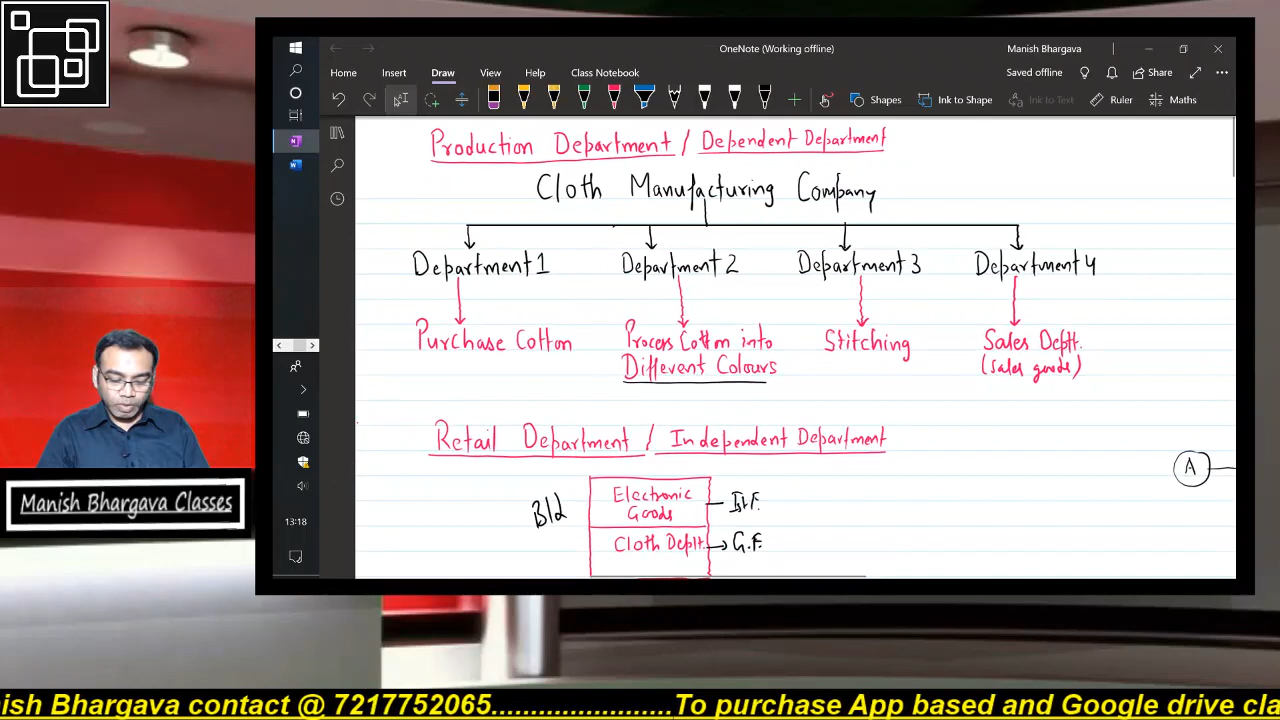 OneNote (Working offline)
Manish Bhargava
Home Insert Draw View Help Class Notebook
Saved offline
Share
Shapes
Ink to Shape
Ink to Text
Ruler
Maths
Production Department / Dependent Department
Cloth Manufacturing Company
Department 1 Department 2 Department 3 Department 4
Purchase Cotton
Process Cotton into
Different Colours
Stitching
Sales Deptt.
(Sales goods)
Retail Department / Independent Department
A
Electronic
Goods
Ist F.
Cloth Deptt.
G.F.
Manish Bhargava Classes
13:18
nish Bhargava contact @ 7217752065.......................To purchase App based and Google drive cla